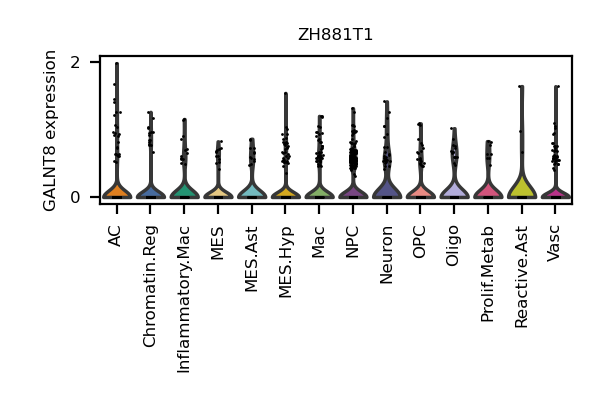 ZH881T1
GALNT8 expression
2
0
AC
Chromatin.Reg
Inflammatory.Mac
MES
MES.Ast
MES.Hyp
Mac
NPC
Neuron
OPC
Oligo
Prolif.Metab
Reactive.Ast
Vasc